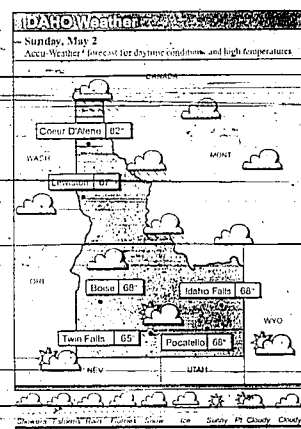 IDAHO Weather
Sunday, May 2
Accu-Weather® forecast for daytime conditions and high temperatures
CANADA
Coeur D'Alene 62°
WASH
MONT
Lewiston 67°
ORE
Boise 68°
Idaho Falls 68°
WYO
Twin Falls 65°
Pocatello 68°
NEV
UTAH
Showers T-storms Rain Flurries Snow Ice Sunny Pt Cloudy Cloudy